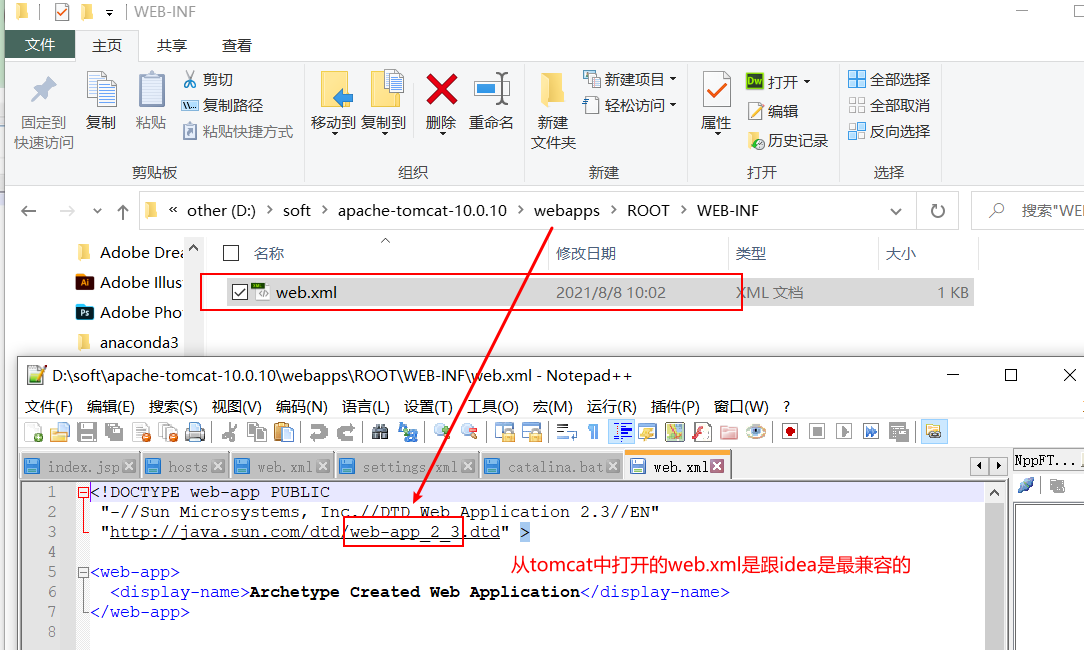 WEB-INF
文件 主页 共享 查看
固定到
快速访问
复制
粘贴
剪切
复制路径
粘贴快捷方式
剪贴板
移动到 复制到 删除 重命名
组织
新建
文件夹
新建项目
轻松访问
新建
属性
打开
编辑
历史记录
打开
全部选择
全部取消
反向选择
选择
« other (D:) > soft > apache-tomcat-10.0.10 > webapps > ROOT > WEB-INF
搜索"WE
Adobe Drea
Adobe Illus
Adobe Pho
anaconda3
名称 修改日期 类型 大小
web.xml 2021/8/8 10:02 XML 文档 1 KB
D:\soft\apache-tomcat-10.0.10\webapps\ROOT\WEB-INF\web.xml - Notepad++
文件(F) 编辑(E) 搜索(S) 视图(V) 编码(N) 语言(L) 设置(T) 工具(O) 宏(M) 运行(R) 插件(P) 窗口(W) ?
index.jsp hosts web.xml settings.xml catalina.bat web.xml
NppFT...
1 <!DOCTYPE web-app PUBLIC
2 "-//Sun Microsystems, Inc.//DTD Web Application 2.3//EN"
3 "http://java.sun.com/dtd/web-app_2_3.dtd" >
4
5 <web-app>
6 <display-name>Archetype Created Web Application</display-name>
7 </web-app>
8
从tomcat中打开的web.xml是跟idea是最兼容的